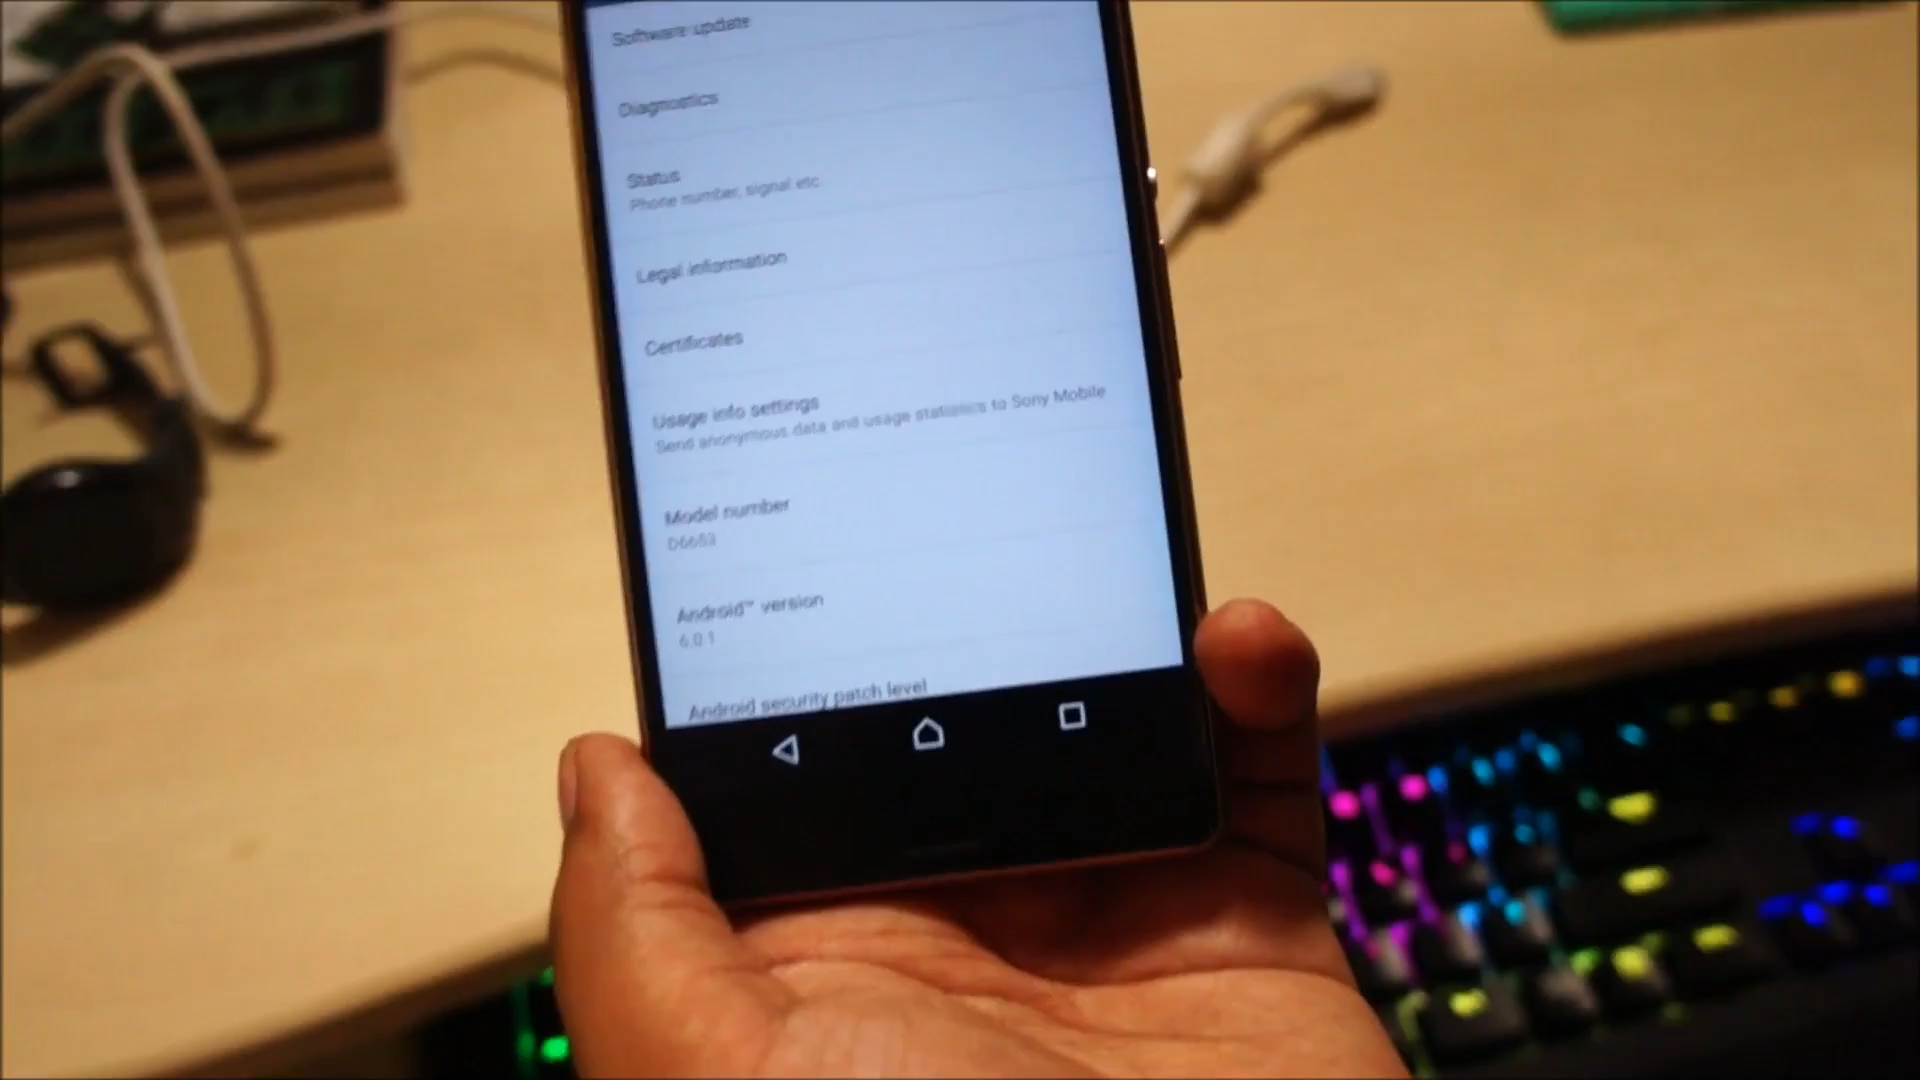 Software update
Diagnostics
Status
Phone number, signal etc.
Legal information
Certificates
Usage info settings
Send anonymous data and usage statistics to Sony Mobile
Model number
D6653
Android™ version
6.0.1
Android security patch level